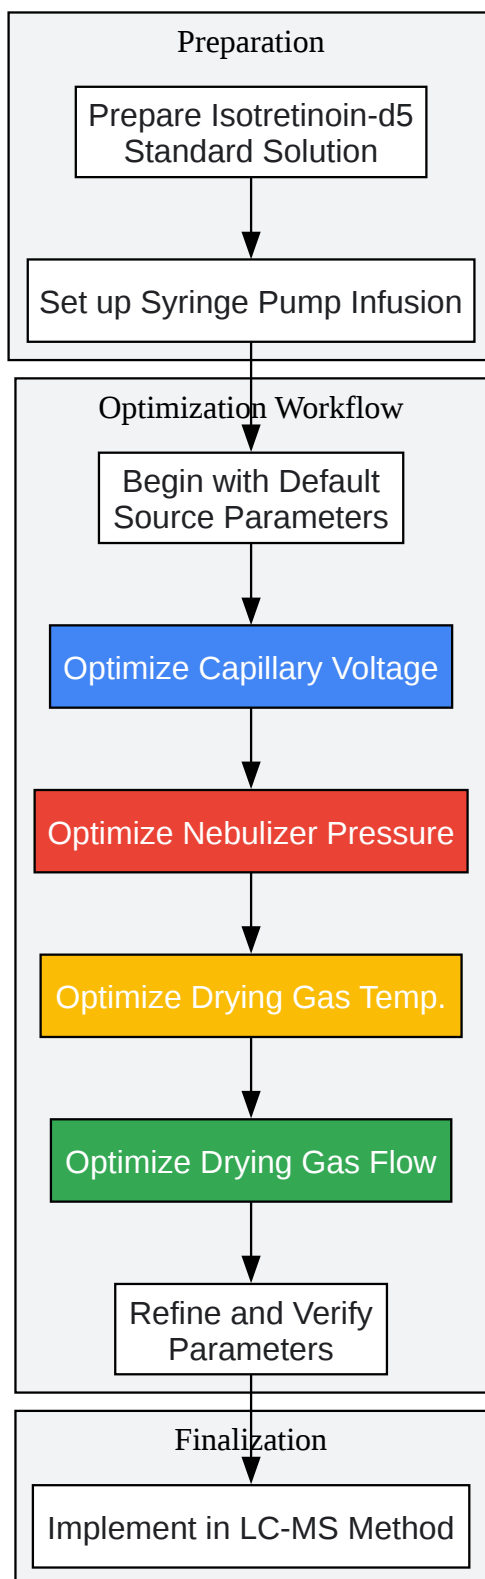 Preparation
Prepare Isotretinoin-d5
Standard Solution
Set up Syringe Pump Infusion
Optimization Workflow
Begin with Default
Source Parameters
Optimize Capillary Voltage
Optimize Nebulizer Pressure
Optimize Drying Gas Temp.
Optimize Drying Gas Flow
Refine and Verify
Parameters
Finalization
Implement in LC-MS Method